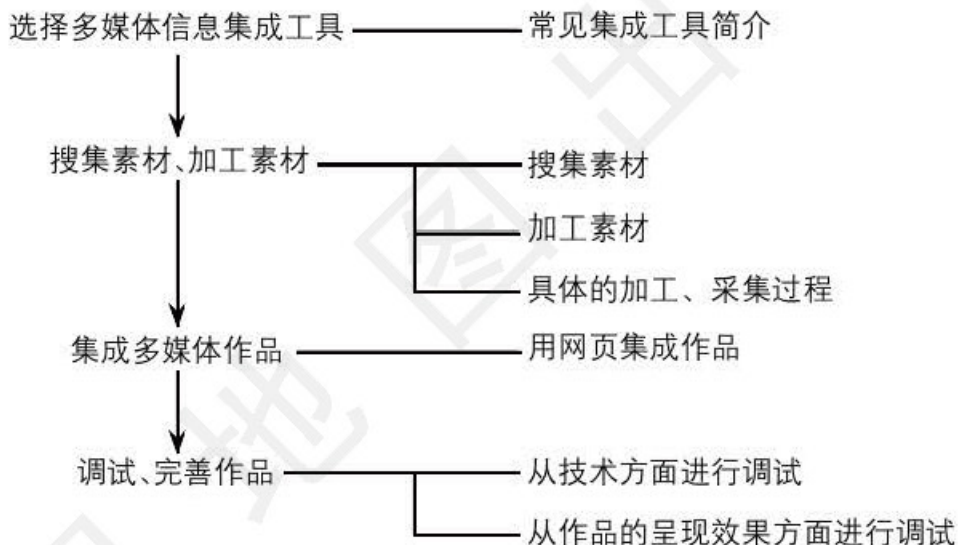 选择多媒体信息集成工具 常见集成工具简介
搜集素材、加工素材 搜集素材
加工素材
具体的加工、采集过程
集成多媒体作品 用网页集成作品
调试、完善作品 从技术方面进行调试
从作品的呈现效果方面进行调试
地 图 出